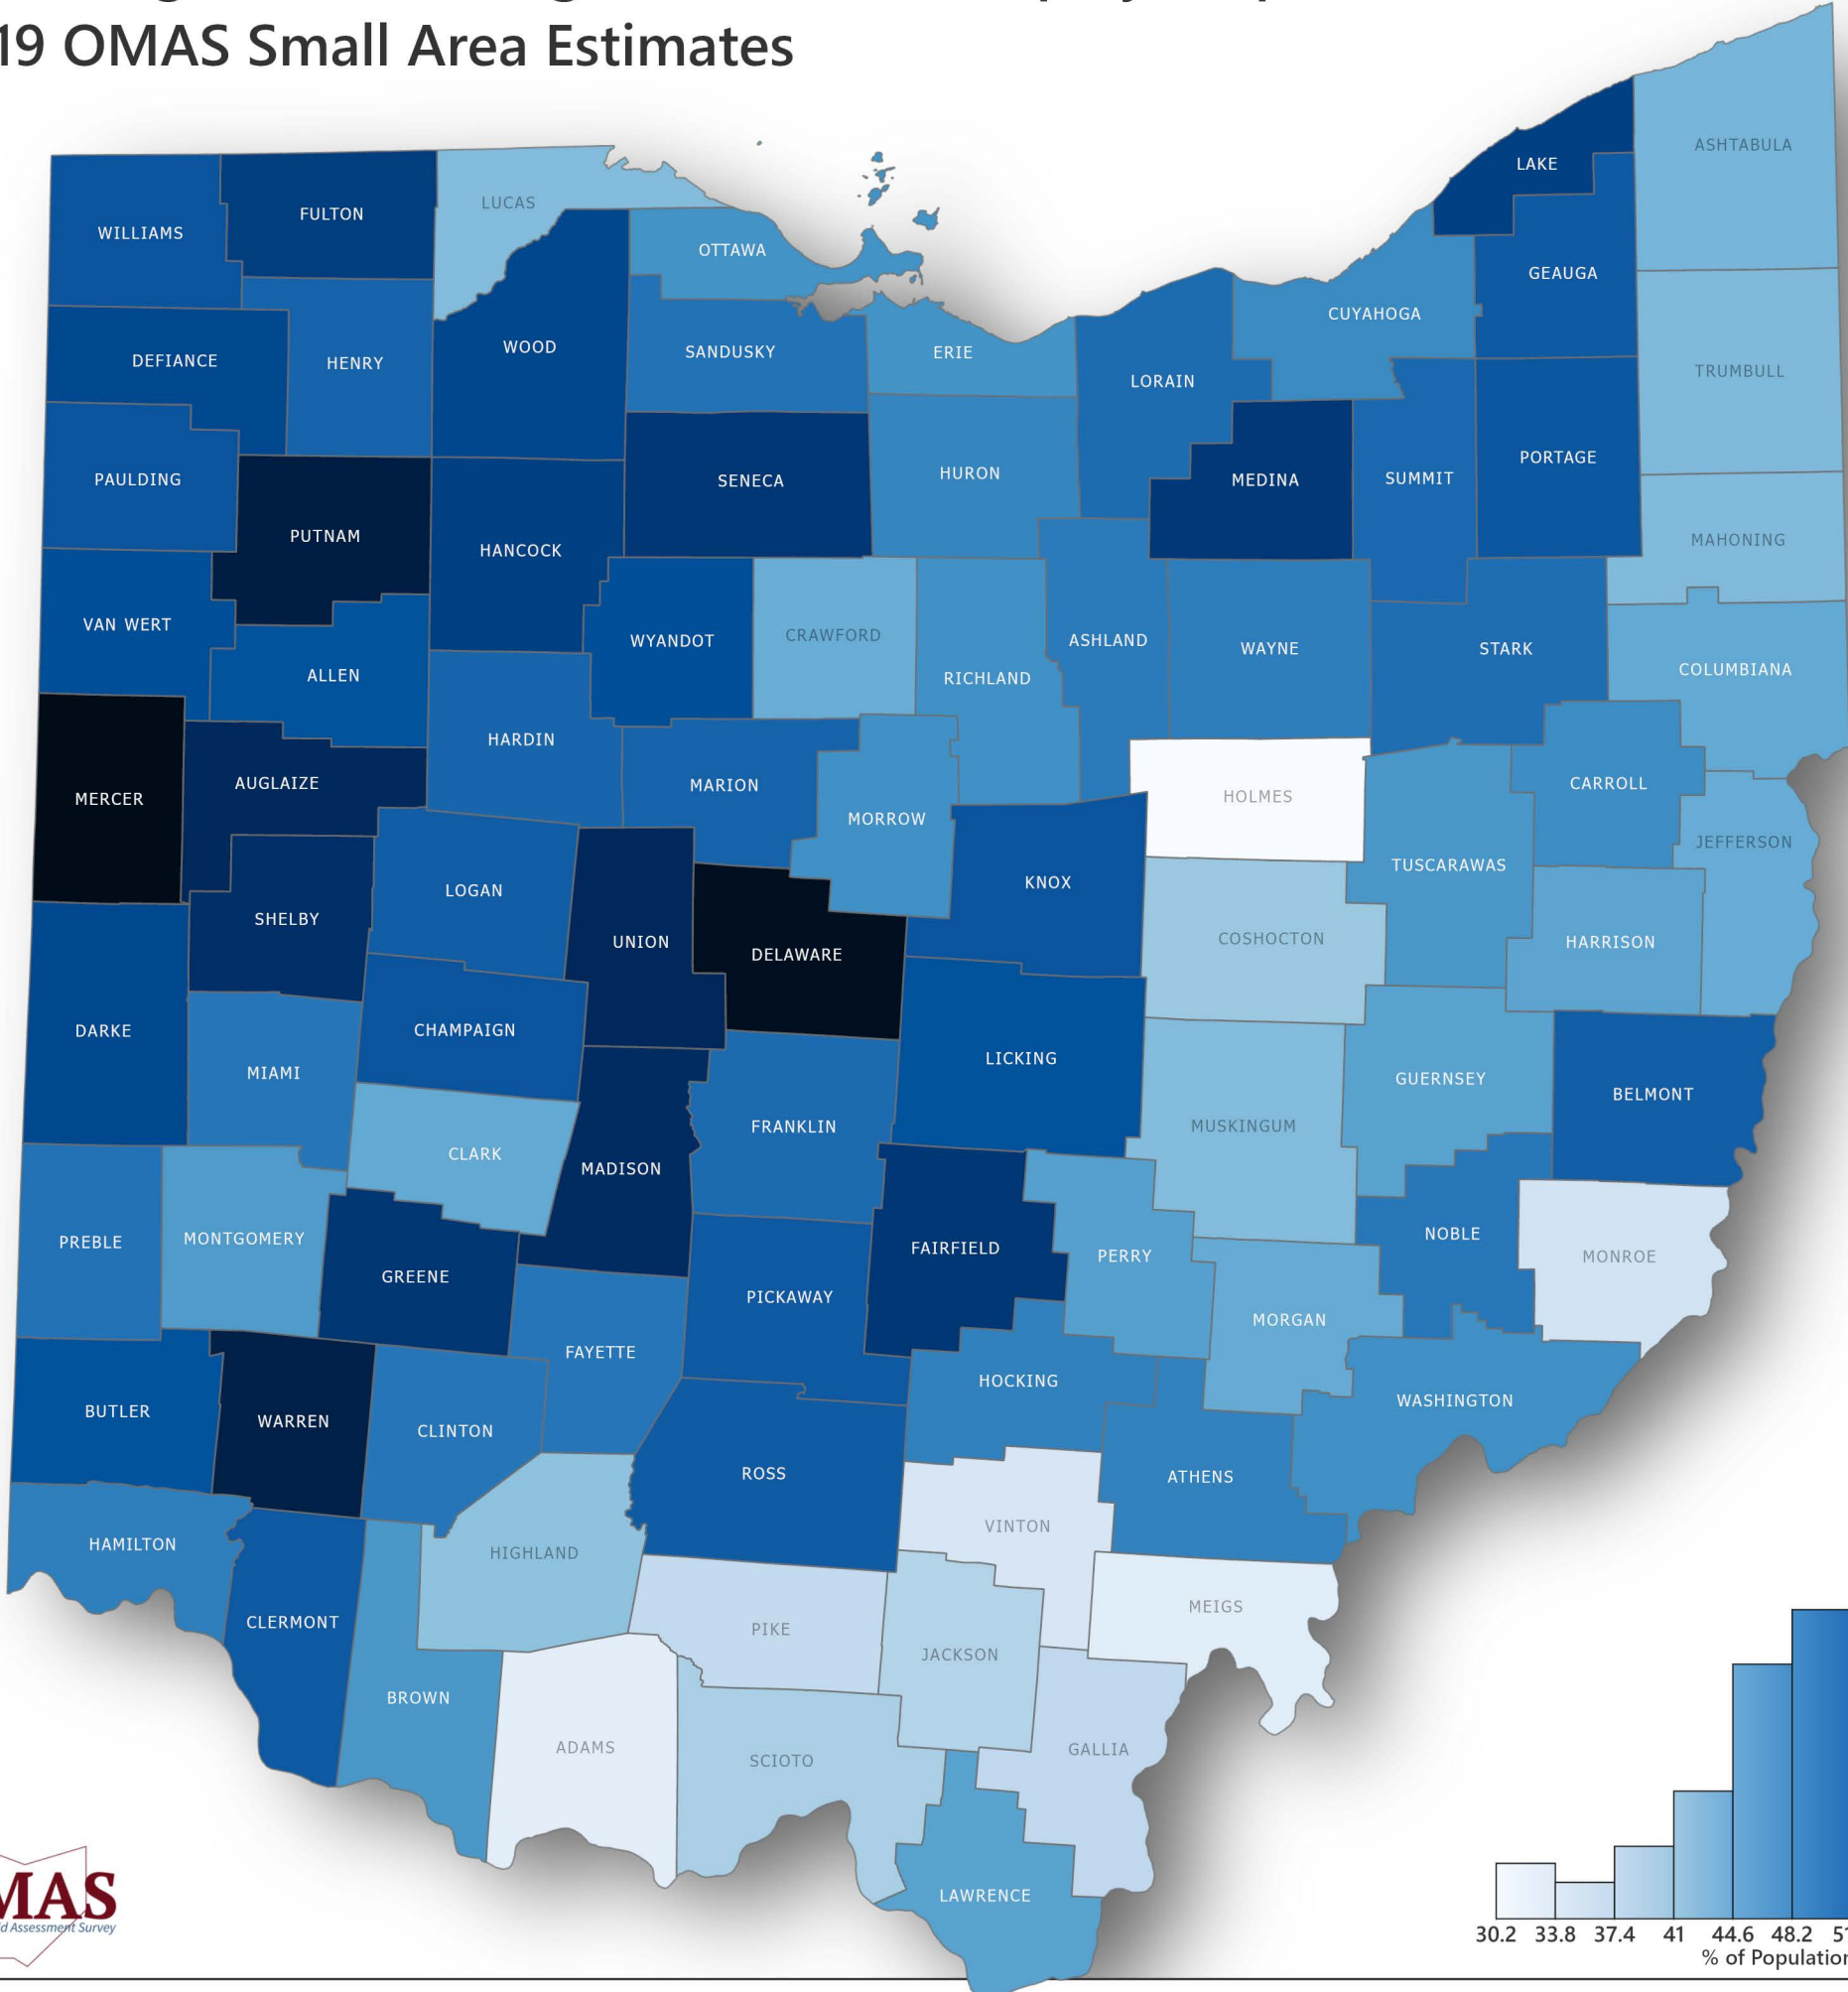 19 OMAS Small Area Estimates
ASHTABULA
LAKE
LUCAS
FULTON
WILLIAMS
OTTAWA
GEAUGA
CUYAHOGA
WOOD
SANDUSKY
ERIE
DEFIANCE
HENRY
TRUMBULL
LORAIN
PORTAGE
HURON
PAULDING
SENECA
MEDINA
SUMMIT
PUTNAM
MAHONING
HANCOCK
VAN WERT
CRAWFORD
WYANDOT
ASHLAND
WAYNE
STARK
COLUMBIANA
ALLEN
RICHLAND
HARDIN
AUGLAIZE
MARION
CARROLL
MERCER
HOLMES
MORROW
JEFFERSON
TUSCARAWAS
KNOX
LOGAN
SHELBY
COSHOCTON
UNION
HARRISON
DELAWARE
DARKE
CHAMPAIGN
LICKING
MIAMI
GUERNSEY
BELMONT
FRANKLIN
MUSKINGUM
CLARK
MADISON
NOBLE
MONTGOMERY
PREBLE
FAIRFIELD
PERRY
MONROE
GREENE
PICKAWAY
MORGAN
FAYETTE
HOCKING
WASHINGTON
BUTLER
WARREN
CLINTON
ROSS
ATHENS
VINTON
HAMILTON
HIGHLAND
MEIGS
CLERMONT
PIKE
JACKSON
BROWN
ADAMS
GALLIA
SCIOTO
LAWRENCE
MAS
d Assessment Survey
30.2 33.8 37.4 41 44.6 48.2
% of Population